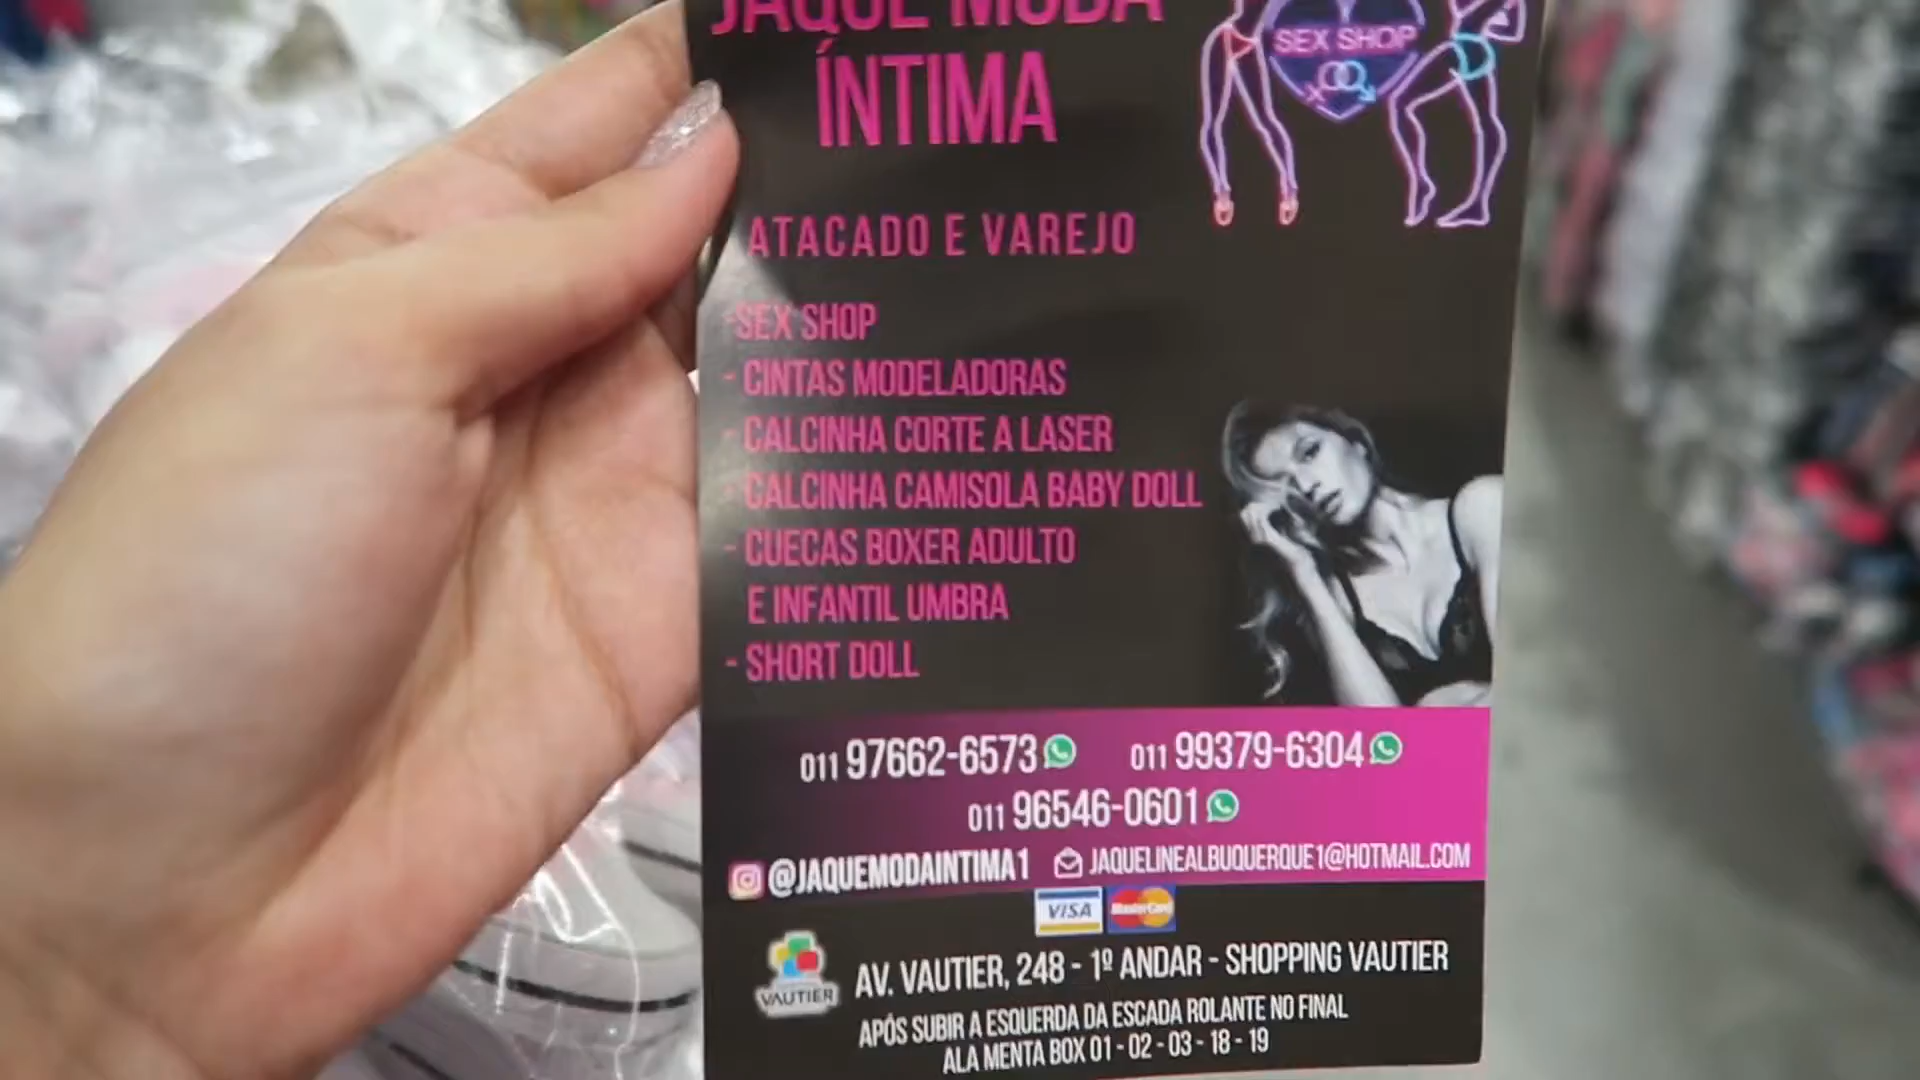 JAQUE MODA
ÍNTIMA
SEX SHOP
ATACADO E VAREJO
-SEX SHOP
- CINTAS MODELADORAS
- CALCINHA CORTE A LASER
- CALCINHA CAMISOLA BABY DOLL
- CUECAS BOXER ADULTO
E INFANTIL UMBRA
- SHORT DOLL
011 97662-6573 011 99379-6304
011 96546-0601
@JAQUEMODAINTIMA1 JAQUELINEALBUQUERQUE1@HOTMAIL.COM
VISA MasterCard
VAUTIER
AV. VAUTIER, 248 - 1º ANDAR - SHOPPING VAUTIER
APÓS SUBIR A ESQUERDA DA ESCADA ROLANTE NO FINAL
ALA MENTA BOX 01 - 02 - 03 - 18 - 19